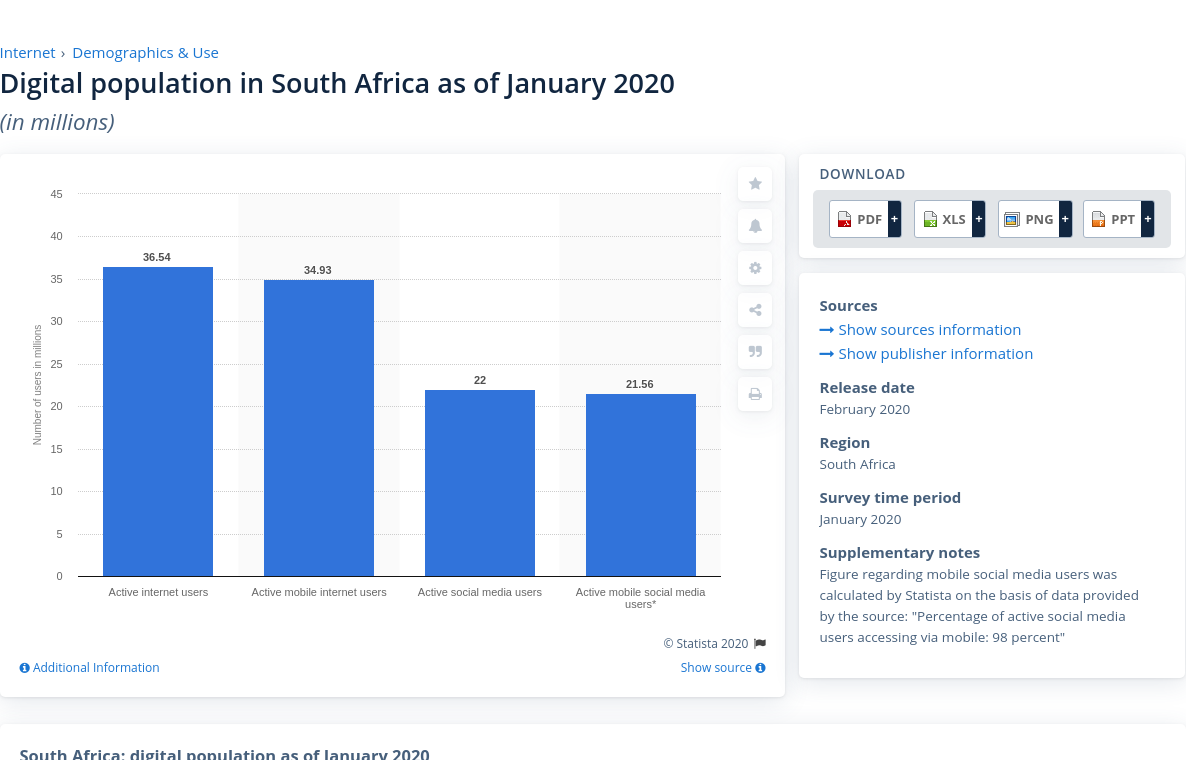 Internet › Demographics & Use
Digital population in South Africa as of January 2020
(in millions)
45
40
35
30
25
20
15
10
5
0
Number of users in millions
36.54
34.93
22
21.56
Active internet users
Active mobile internet users
Active social media users
Active mobile social media
users*
© Statista 2020
Additional Information
Show source
DOWNLOAD
PDF +
XLS +
PNG +
PPT +
Sources
Show sources information
Show publisher information
Release date
February 2020
Region
South Africa
Survey time period
January 2020
Supplementary notes
Figure regarding mobile social media users was
calculated by Statista on the basis of data provided
by the source: "Percentage of active social media
users accessing via mobile: 98 percent"
South Africa: digital population as of January 2020